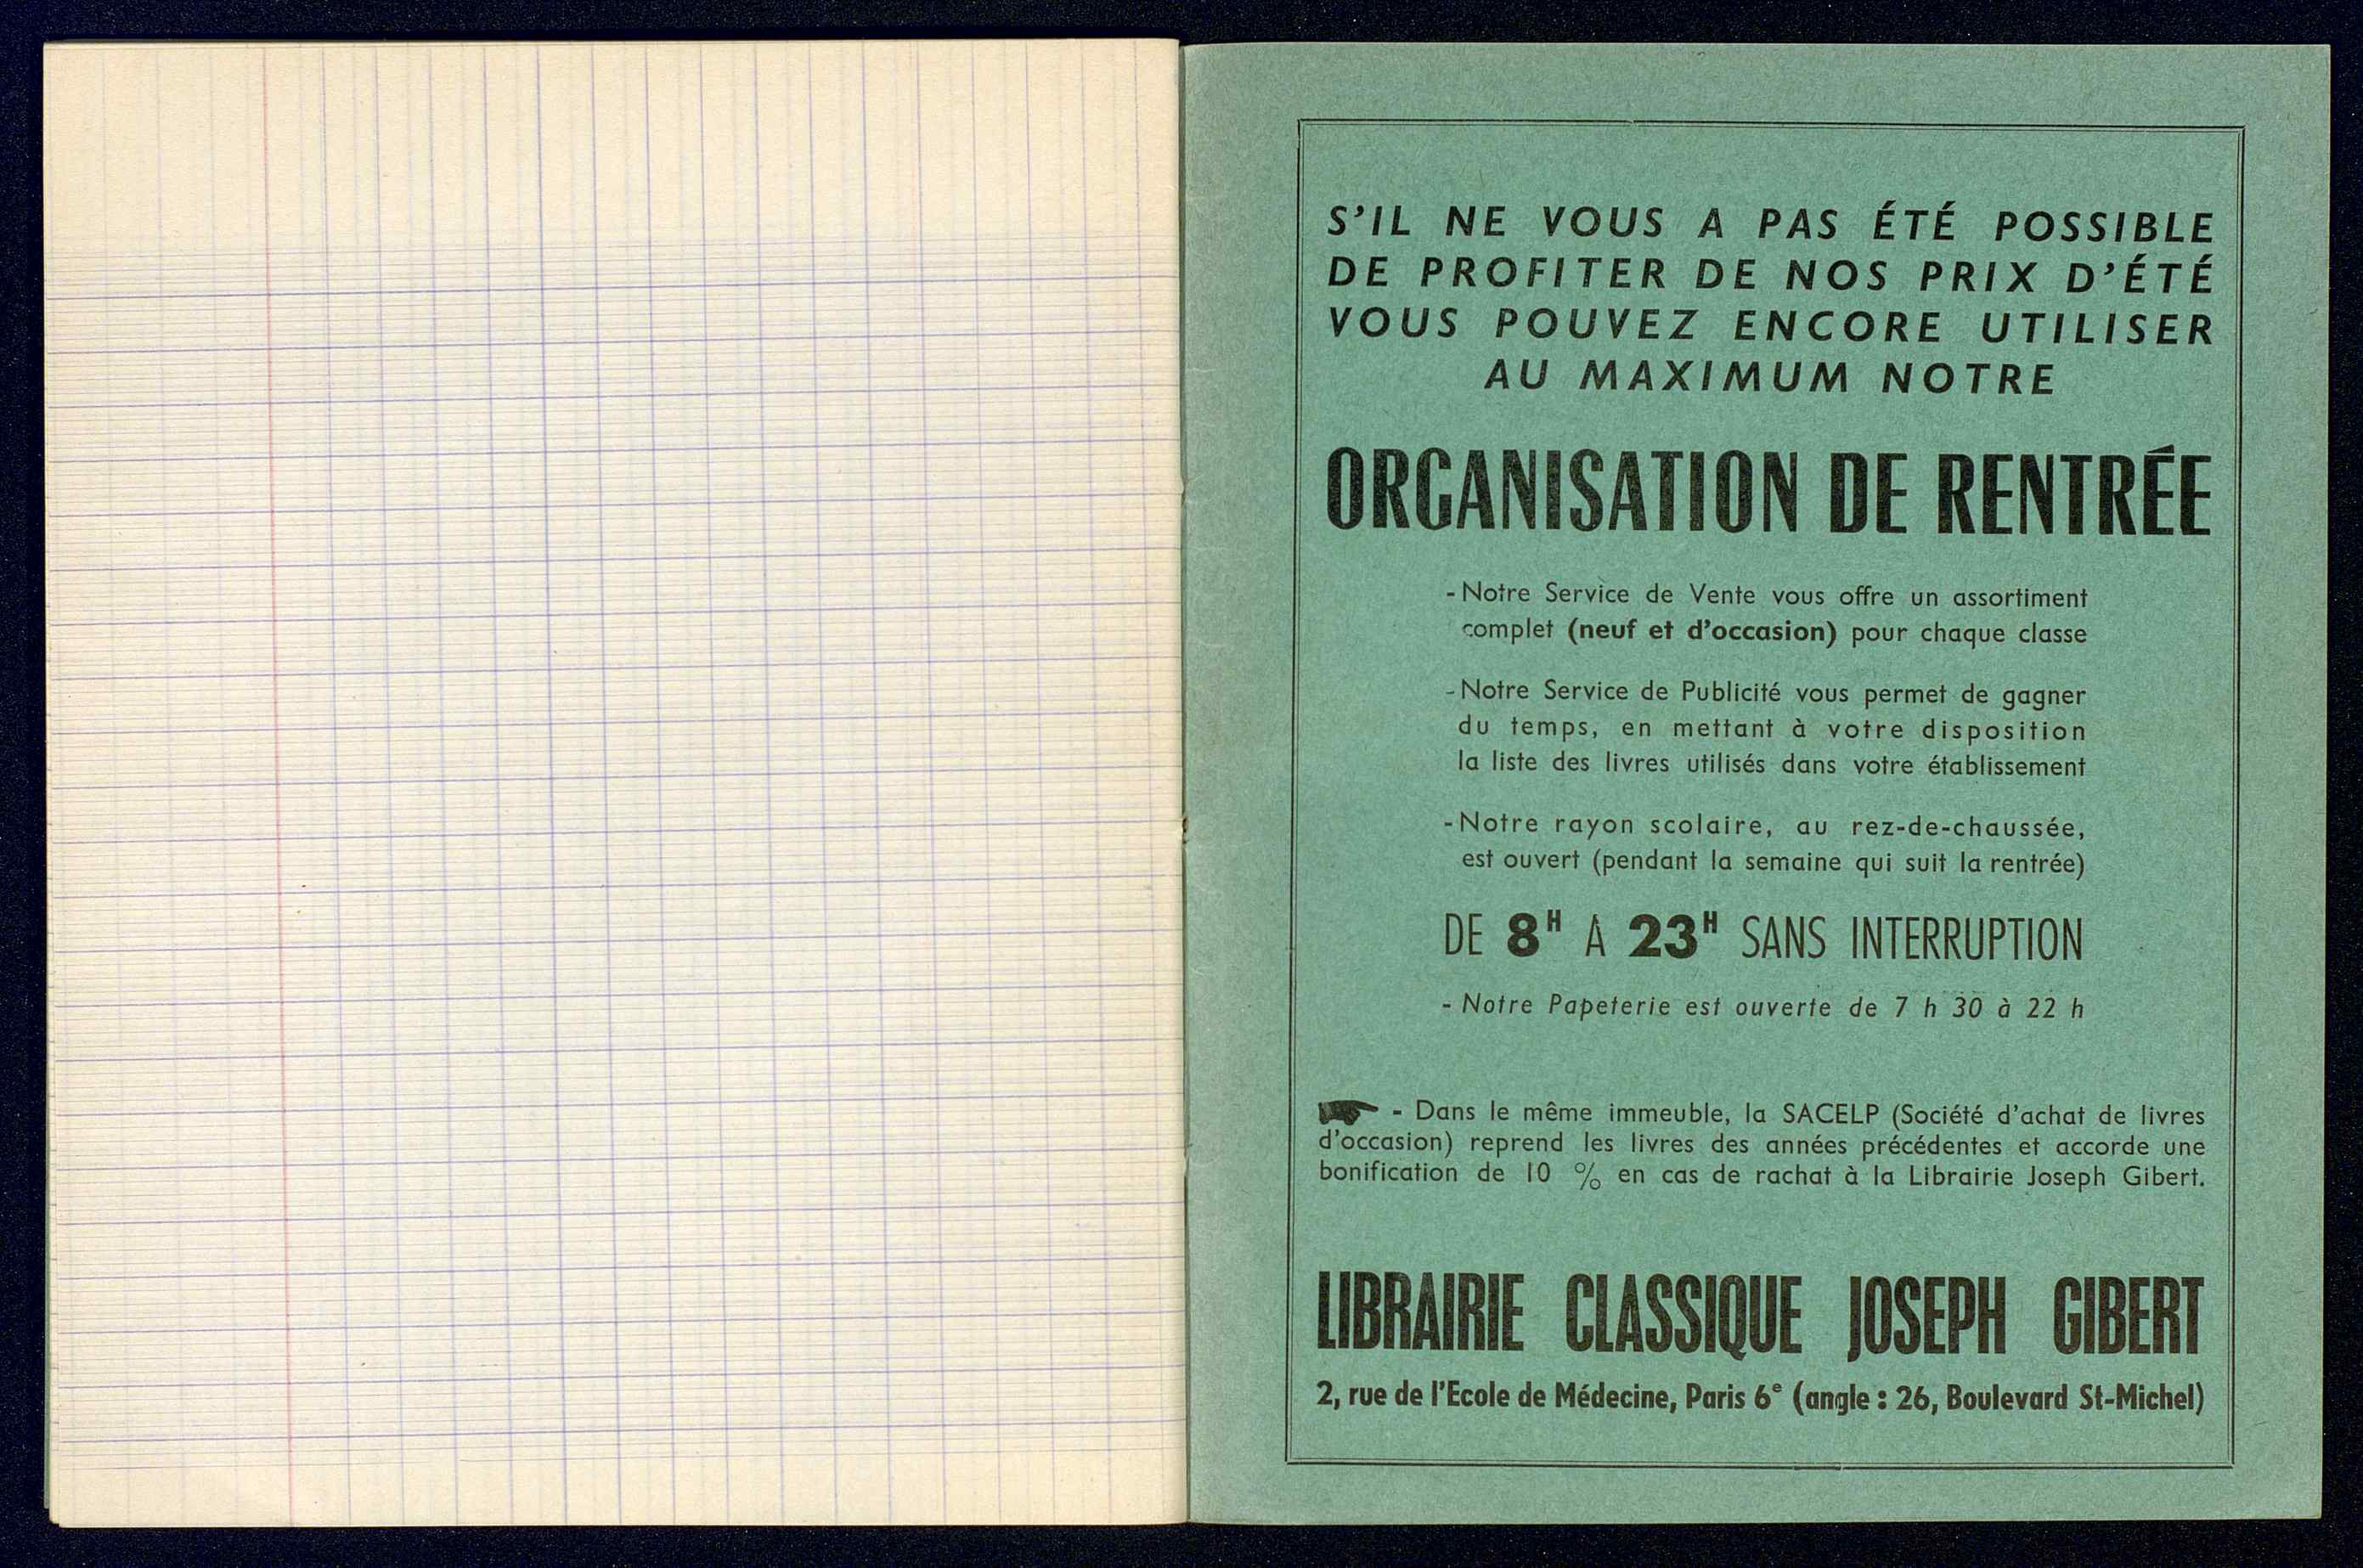 S'IL NE VOUS A PAS ÉTÉ POSSIBLE
DE PROFITER DE NOS PRIX D'ÉTÉ
VOUS POUVEZ ENCORE UTILISER
AU MAXIMUM NOTRE
ORGANISATION DE RENTRÉE
- Notre Service de Vente vous offre un assortiment
complet (neuf et d'occasion) pour chaque classe
- Notre Service de Publicité vous permet de gagner
du temps, en mettant à votre disposition
la liste des livres utilisés dans votre établissement
- Notre rayon scolaire, au rez-de-chaussée,
est ouvert (pendant la semaine qui suit la rentrée)
DE 8H A 23H SANS INTERRUPTION
- Notre Papeterie est ouverte de 7 h 30 à 22 h
☛ - Dans le même immeuble, la SACELP (Société d'achat de livres
d'occasion) reprend les livres des années précédentes et accorde une
bonification de 10 % en cas de rachat à la Librairie Joseph Gibert.
LIBRAIRIE CLASSIQUE JOSEPH GIBERT
2, rue de l'Ecole de Médecine, Paris 6e (angle : 26, Boulevard St-Michel)